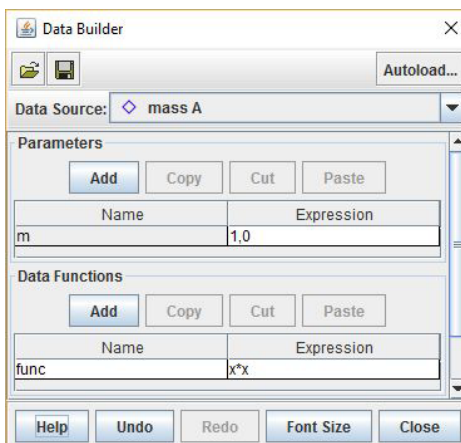 Data Builder
Autoload...
Data Source: mass A
Parameters
Add Copy Cut Paste
Name Expression
m 1,0
Data Functions
Add Copy Cut Paste
Name Expression
func x*x
Help Undo Redo Font Size Close